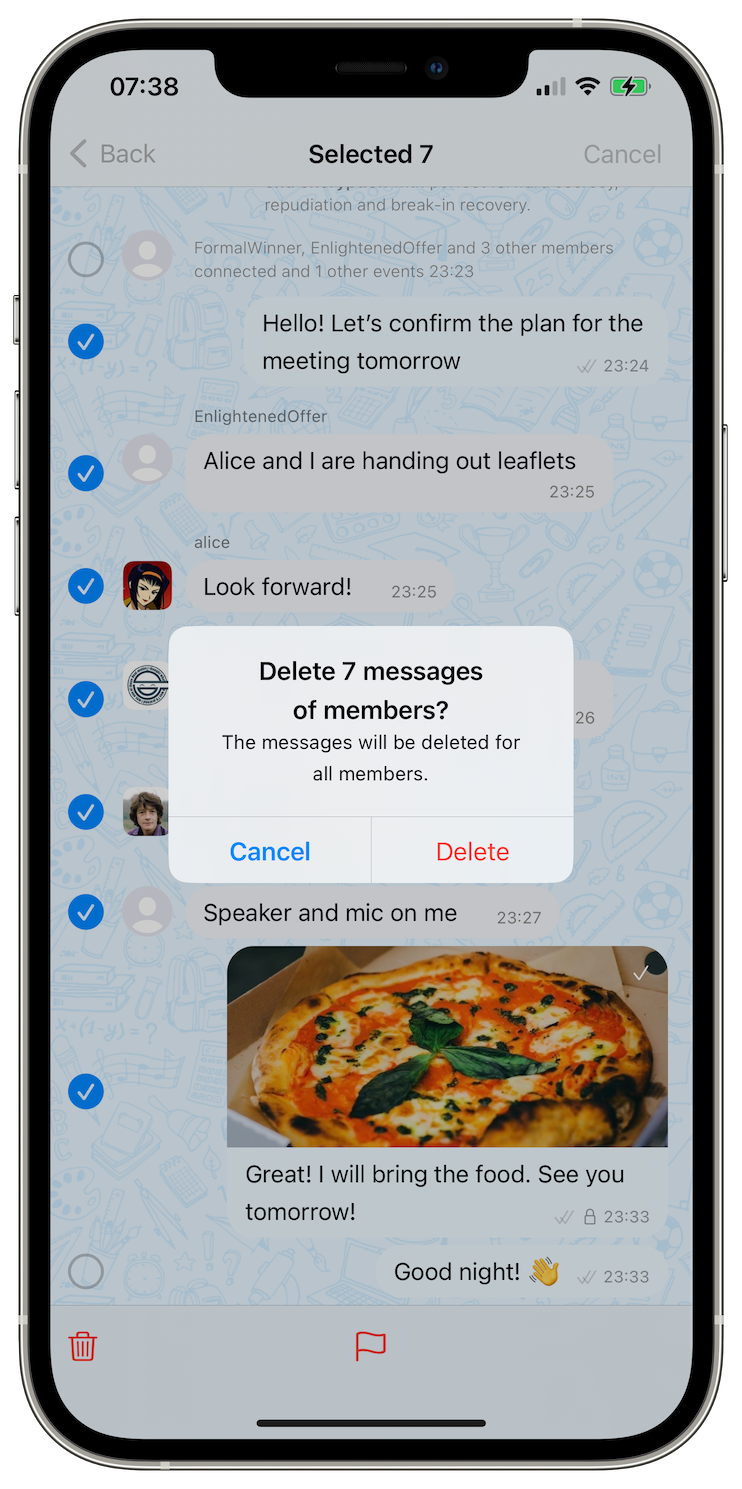 07:38
Back
Selected 7
Cancel
repudiation and break-in recovery.
FormalWinner, EnlightenedOffer and 3 other members
connected and 1 other events 23:23
Hello! Let’s confirm the plan for the
meeting tomorrow
23:24
EnlightenedOffer
Alice and I are handing out leaflets
23:25
alice
Look forward!
23:25
Delete 7 messages
of members?
26
The messages will be deleted for
all members.
Cancel
Delete
Speaker and mic on me
23:27
Great! I will bring the food. See you
tomorrow!
23:33
Good night! 👋
23:33